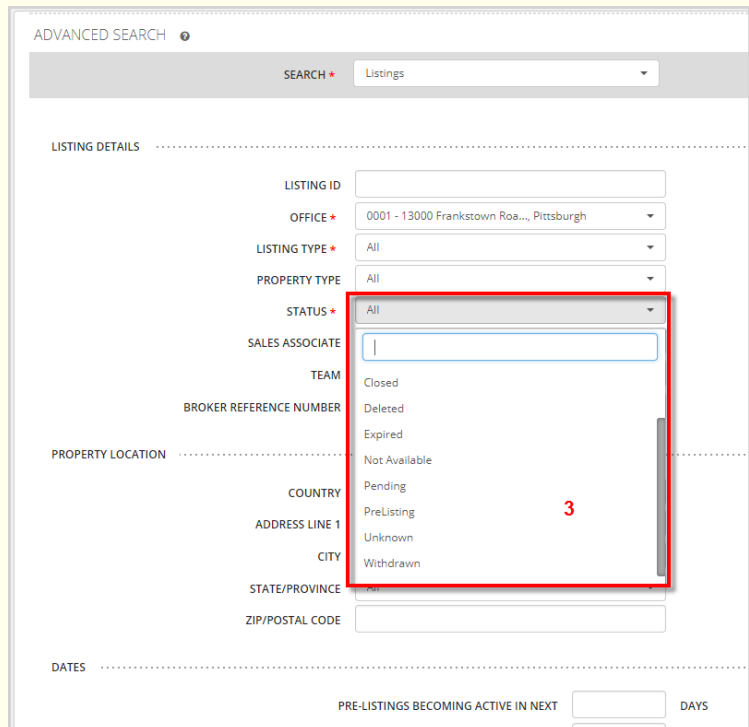 ADVANCED SEARCH ?
SEARCH * Listings
LISTING DETAILS
LISTING ID
OFFICE * 0001 - 13000 Frankstown Roa..., Pittsburgh
LISTING TYPE * All
PROPERTY TYPE All
STATUS * All
SALES ASSOCIATE
TEAM
Closed
BROKER REFERENCE NUMBER Deleted
Expired
PROPERTY LOCATION Not Available
COUNTRY Pending
ADDRESS LINE 1 PreListing 3
Unknown
CITY Withdrawn
STATE/PROVINCE All
ZIP/POSTAL CODE
DATES
PRE-LISTINGS BECOMING ACTIVE IN NEXT DAYS